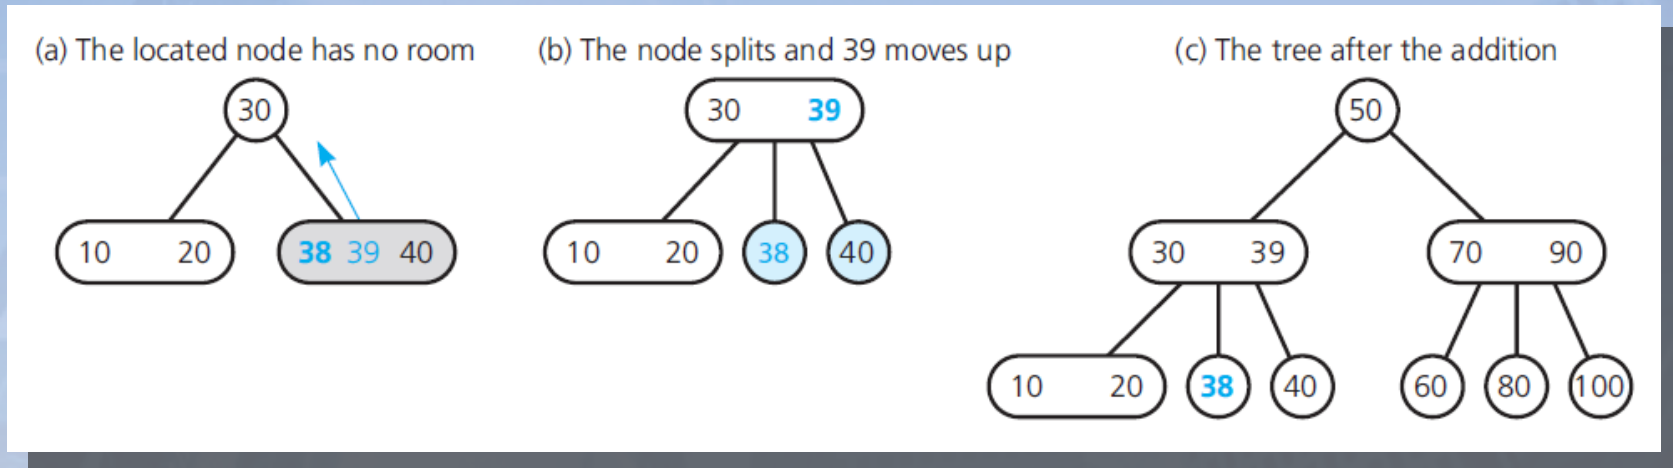 (a) The located node has no room
30
10 20
38 39 40
(b) The node splits and 39 moves up
30 39
10 20 38 40
(c) The tree after the addition
50
30 39 70 90
10 20 38 40 60 80 100